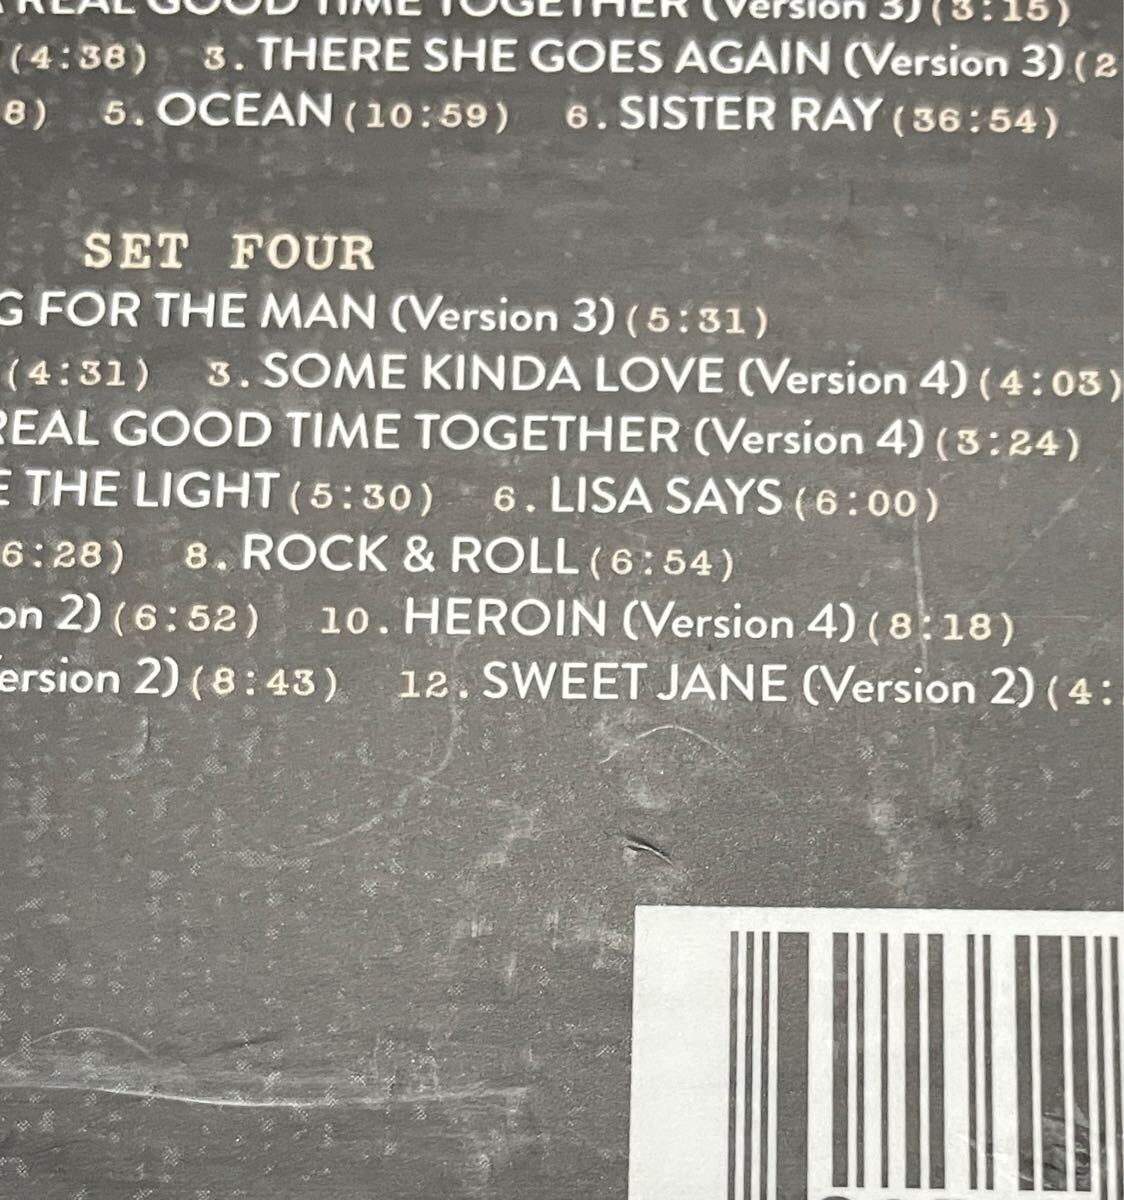 REAL GOOD TIME TOGETHER (Version 3) (3:15)
(4:38) 3. THERE SHE GOES AGAIN (Version 3) (2
8) 5. OCEAN (10:59) 6. SISTER RAY (36:54)
SET FOUR
G FOR THE MAN (Version 3) (5:31)
(4:31) 3. SOME KINDA LOVE (Version 4) (4:03)
REAL GOOD TIME TOGETHER (Version 4) (3:24)
E THE LIGHT (5:30) 6. LISA SAYS (6:00)
6:28) 8. ROCK & ROLL (6:54)
on 2) (6:52) 10. HEROIN (Version 4) (8:18)
ersion 2) (8:43) 12. SWEET JANE (Version 2) (4: